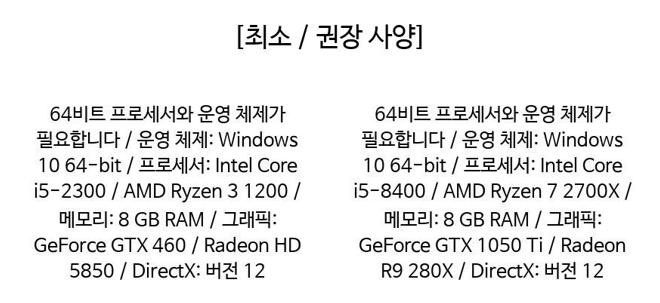 [최소 / 권장 사양]
64비트 프로세서와 운영 체제가
필요합니다 / 운영 체제: Windows
10 64-bit / 프로세서: Intel Core
i5-2300 / AMD Ryzen 3 1200 /
메모리: 8 GB RAM / 그래픽:
GeForce GTX 460 / Radeon HD
5850 / DirectX: 버전 12
64비트 프로세서와 운영 체제가
필요합니다 / 운영 체제: Windows
10 64-bit / 프로세서: Intel Core
i5-8400 / AMD Ryzen 7 2700X /
메모리: 8 GB RAM / 그래픽:
GeForce GTX 1050 Ti / Radeon
R9 280X / DirectX: 버전 12